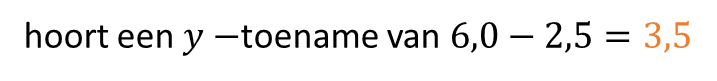 hoort een y −toename van 6,0 − 2,5 = 3,5